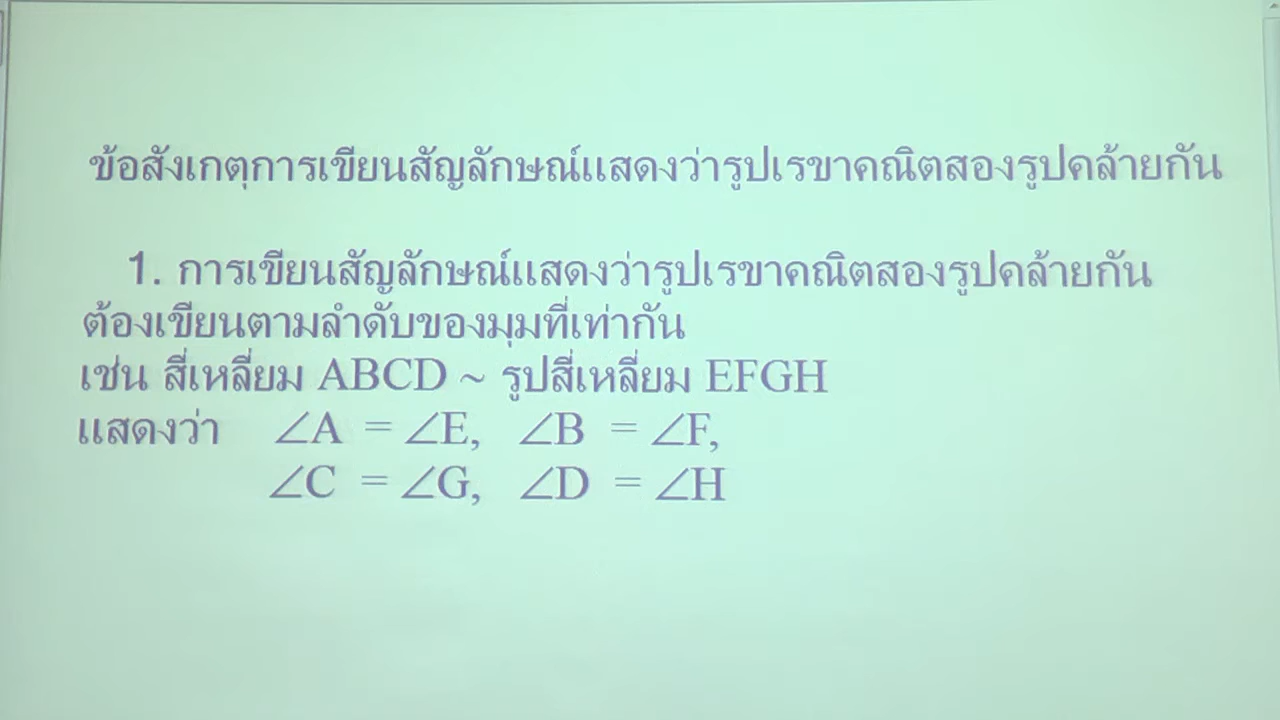 ข้อสังเกตุการเขียนสัญลักษณ์แสดงว่ารูปเรขาคณิตสองรูปคล้ายกัน
1. การเขียนสัญลักษณ์แสดงว่ารูปเรขาคณิตสองรูปคล้ายกัน
ต้องเขียนตามลำดับของมุมที่เท่ากัน
เช่น สี่เหลี่ยม ABCD ~ รูปสี่เหลี่ยม EFGH
แสดงว่า ∠A = ∠E, ∠B = ∠F,
∠C = ∠G, ∠D = ∠H